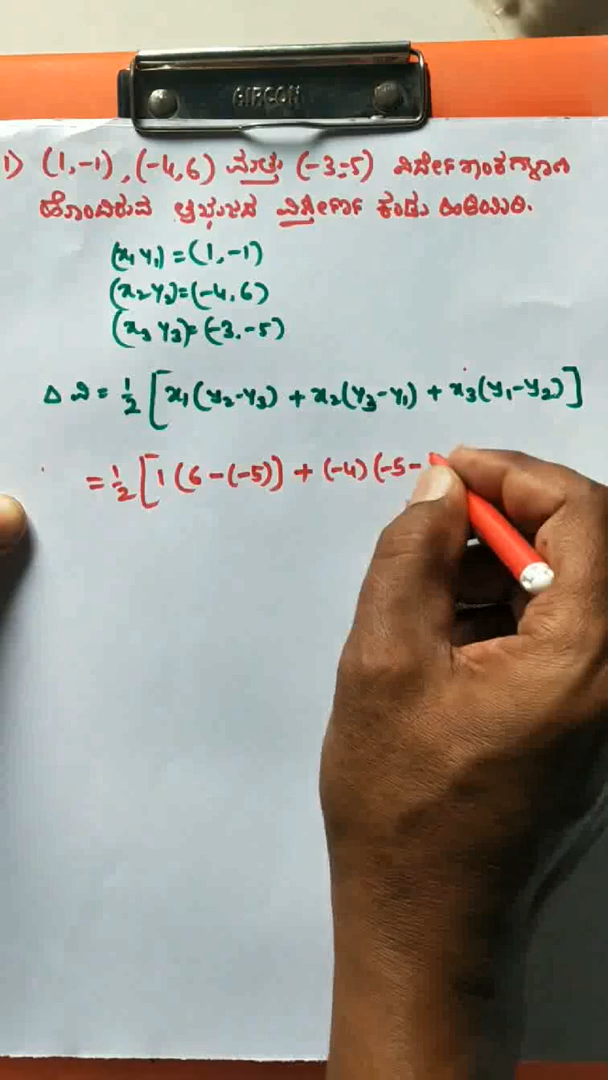 GIRCON
1) (1,-1), (-4,6) ಮತ್ತು (-3,-5) ನಿರ್ದೇಶಾಂಕಗಳನ್ನು
ಹೊಂದಿರುವ ತ್ರಿಭುಜದ ವಿಸ್ತೀರ್ಣ ಕಂಡು ಹಿಡಿಯಿರಿ.
(x₁ y₁) = (1,-1)
(x₂ y₂) = (-4,6)
(x₃ y₃) = (-3,-5)
Δ ವಿ = 1/2 [x₁(y₂-y₃) + x₂(y₃-y₁) + x₃(y₁-y₂)]
= 1/2 [1(6-(-5)) + (-4)(-5-